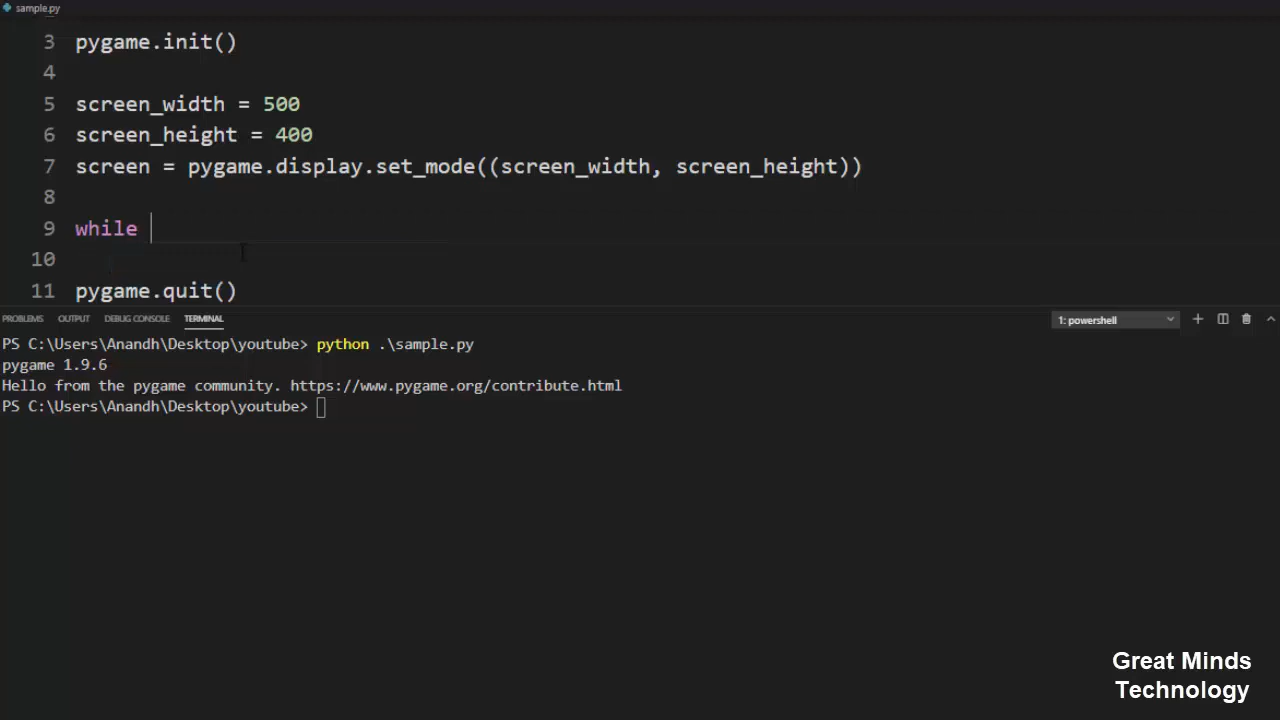 sample.py
3 pygame.init()
4
5 screen_width = 500
6 screen_height = 400
7 screen = pygame.display.set_mode((screen_width, screen_height))
8
9 while
10
11 pygame.quit()
PROBLEMS OUTPUT DEBUG CONSOLE TERMINAL 1: powershell
PS C:\Users\Anandh\Desktop\youtube> python .\sample.py
pygame 1.9.6
Hello from the pygame community. https://www.pygame.org/contribute.html
PS C:\Users\Anandh\Desktop\youtube>
Great Minds
Technology